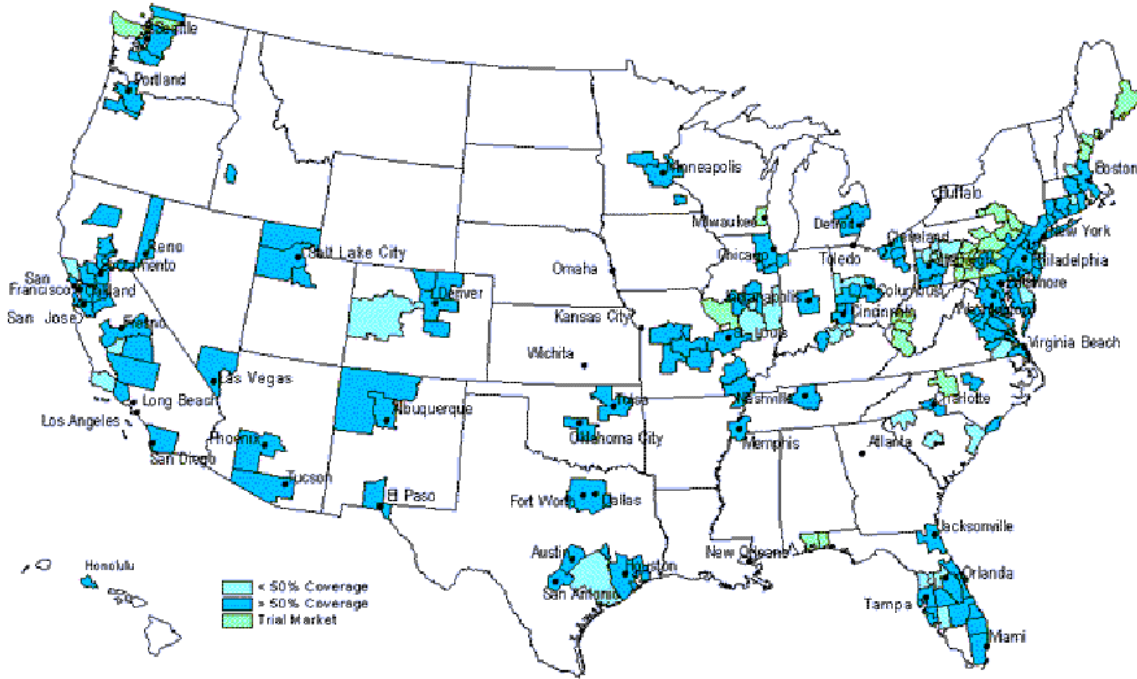 Seattle
Portland
Minneapolis
Boston
Buffalo
Milwaukee
Detroit
Cleveland
New York
Reno
Salt Lake City
Chicago
Toledo
Philadelphia
Sacramento
San
Francisco
Oakland
Omaha
Denver
Indianapolis
Columbus
Baltimore
San Jose
Kansas City
Cincinnati
Washington
Fresno
St. Louis
Virginia Beach
Wichita
Las Vegas
Long Beach
Albuquerque
Tulsa
Nashville
Charlotte
Los Angeles
Oklahoma City
Memphis
Atlanta
Phoenix
San Diego
Tucson
El Paso
Fort Worth
Dallas
Jacksonville
Austin
New Orleans
Honolulu
Houston
Orlanda
San Antonio
Tampa
Miami
< 50% Coverage
> 50% Coverage
Trial Market